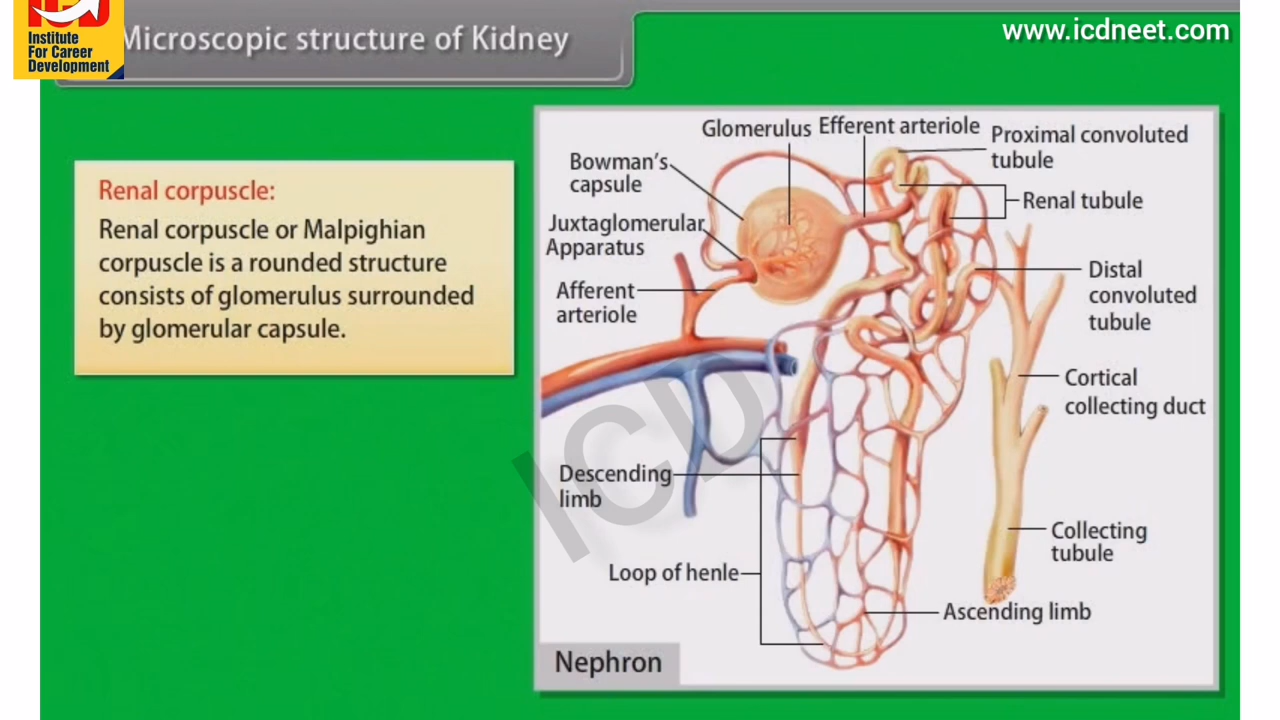 Institute
For Career
Development
Microscopic structure of Kidney
www.icdneet.com
Renal corpuscle:
Renal corpuscle or Malpighian
corpuscle is a rounded structure
consists of glomerulus surrounded
by glomerular capsule.
Glomerulus
Efferent arteriole
Proximal convoluted
tubule
Bowman's
capsule
Renal tubule
Juxtaglomerular
Apparatus
Distal
convoluted
tubule
Afferent
arteriole
Cortical
collecting duct
ICD
Descending
limb
Collecting
tubule
Loop of henle
Ascending limb
Nephron